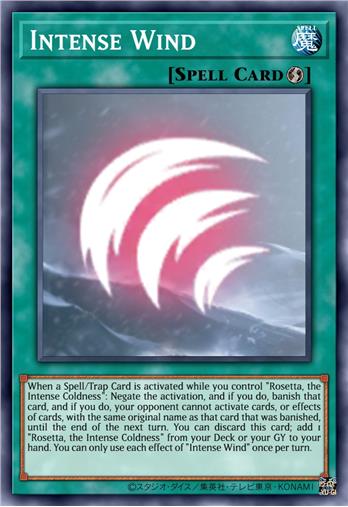 INTENSE WIND
SPELL
魔
[SPELL CARD]
When a Spell/Trap Card is activated while you control "Rosetta, the
Intense Coldness": Negate the activation, and if you do, banish that
card, and if you do, your opponent cannot activate cards, or effects
of cards, with the same original name as that card that was banished,
until the end of the next turn. You can discard this card; add 1
"Rosetta, the Intense Coldness" from your Deck or your GY to your
hand. You can only use each effect of "Intense Wind" once per turn.
©スタジオ・ダイス／集英社・テレビ東京・KONAMI